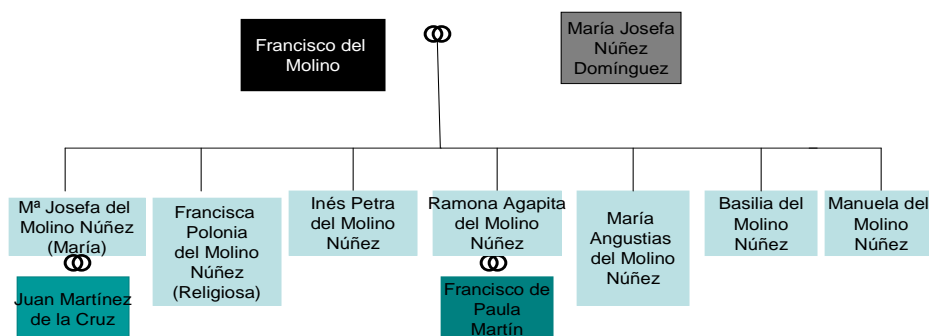 Francisco del
Molino
María Josefa
Núñez
Domínguez
Mª Josefa del
Molino Núñez
(María)
Francisca
Polonia
del Molino
Núñez
(Religiosa)
Inés Petra
del Molino
Núñez
Ramona Agapita
del Molino
Núñez
María
Angustias
del Molino
Núñez
Basilia del
Molino
Núñez
Manuela del
Molino
Núñez
Juan Martínez
de la Cruz
Francisco de
Paula
Martín